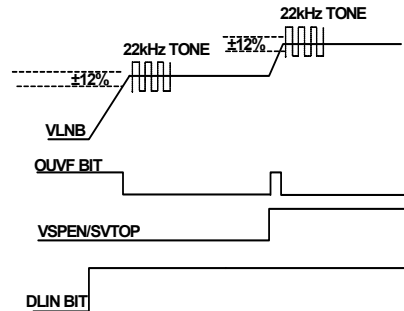 22kHz TONE
±12%
22kHz TONE
±12%
VLNB
OUVF BIT
VSPEN/SVTOP
DLIN BIT